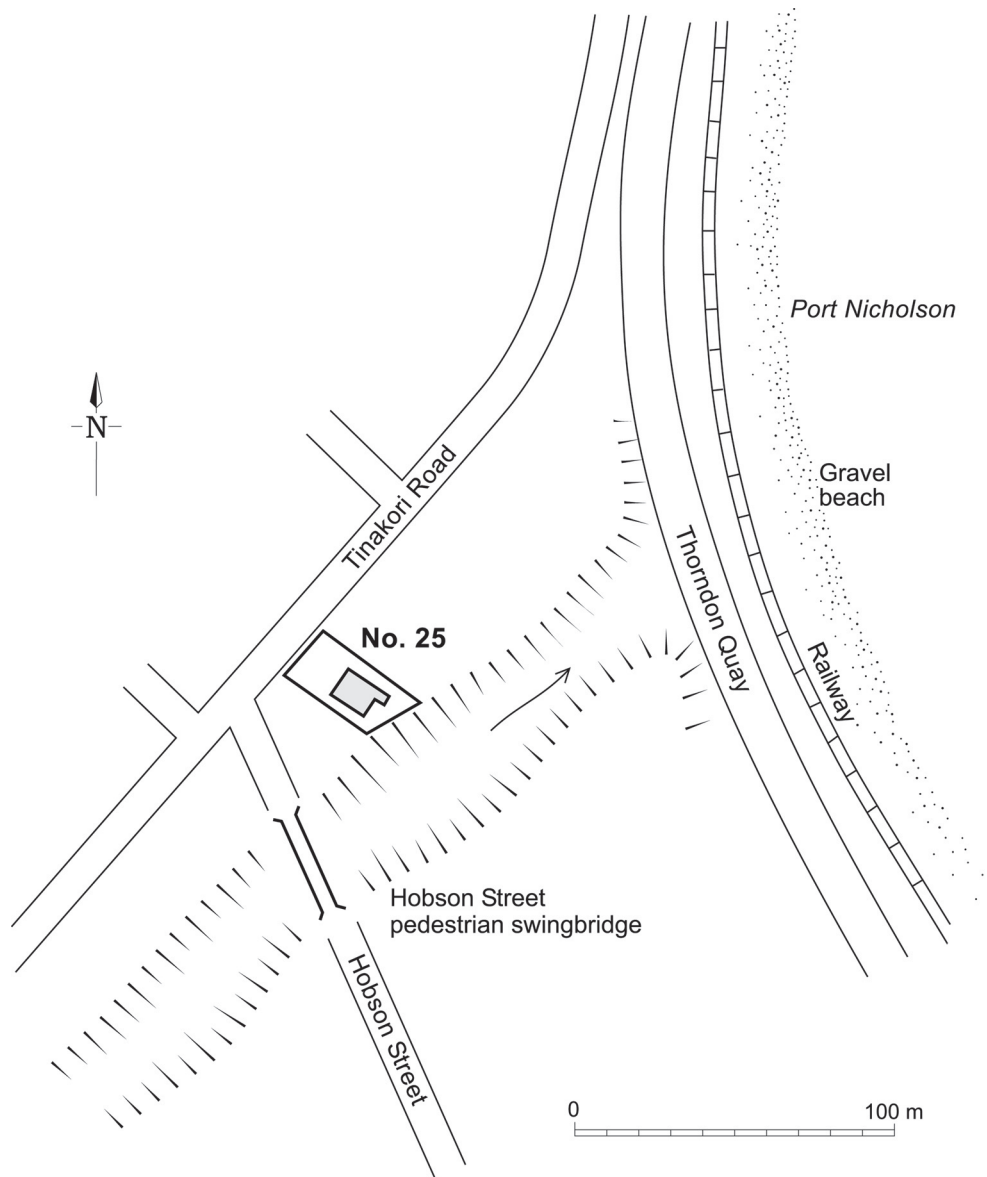 Port Nicholson
N
Gravel
beach
Tinakori Road
Thorndon Quay
No. 25
Railway
Hobson Street
pedestrian swingbridge
Hobson Street
0
100 m